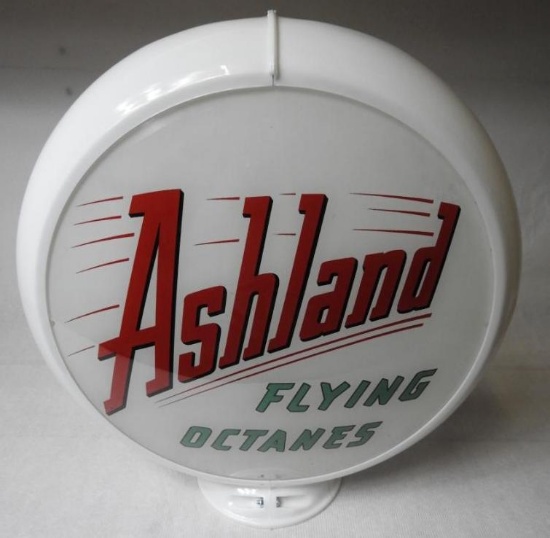 Ashland
FLYING
OCTANES